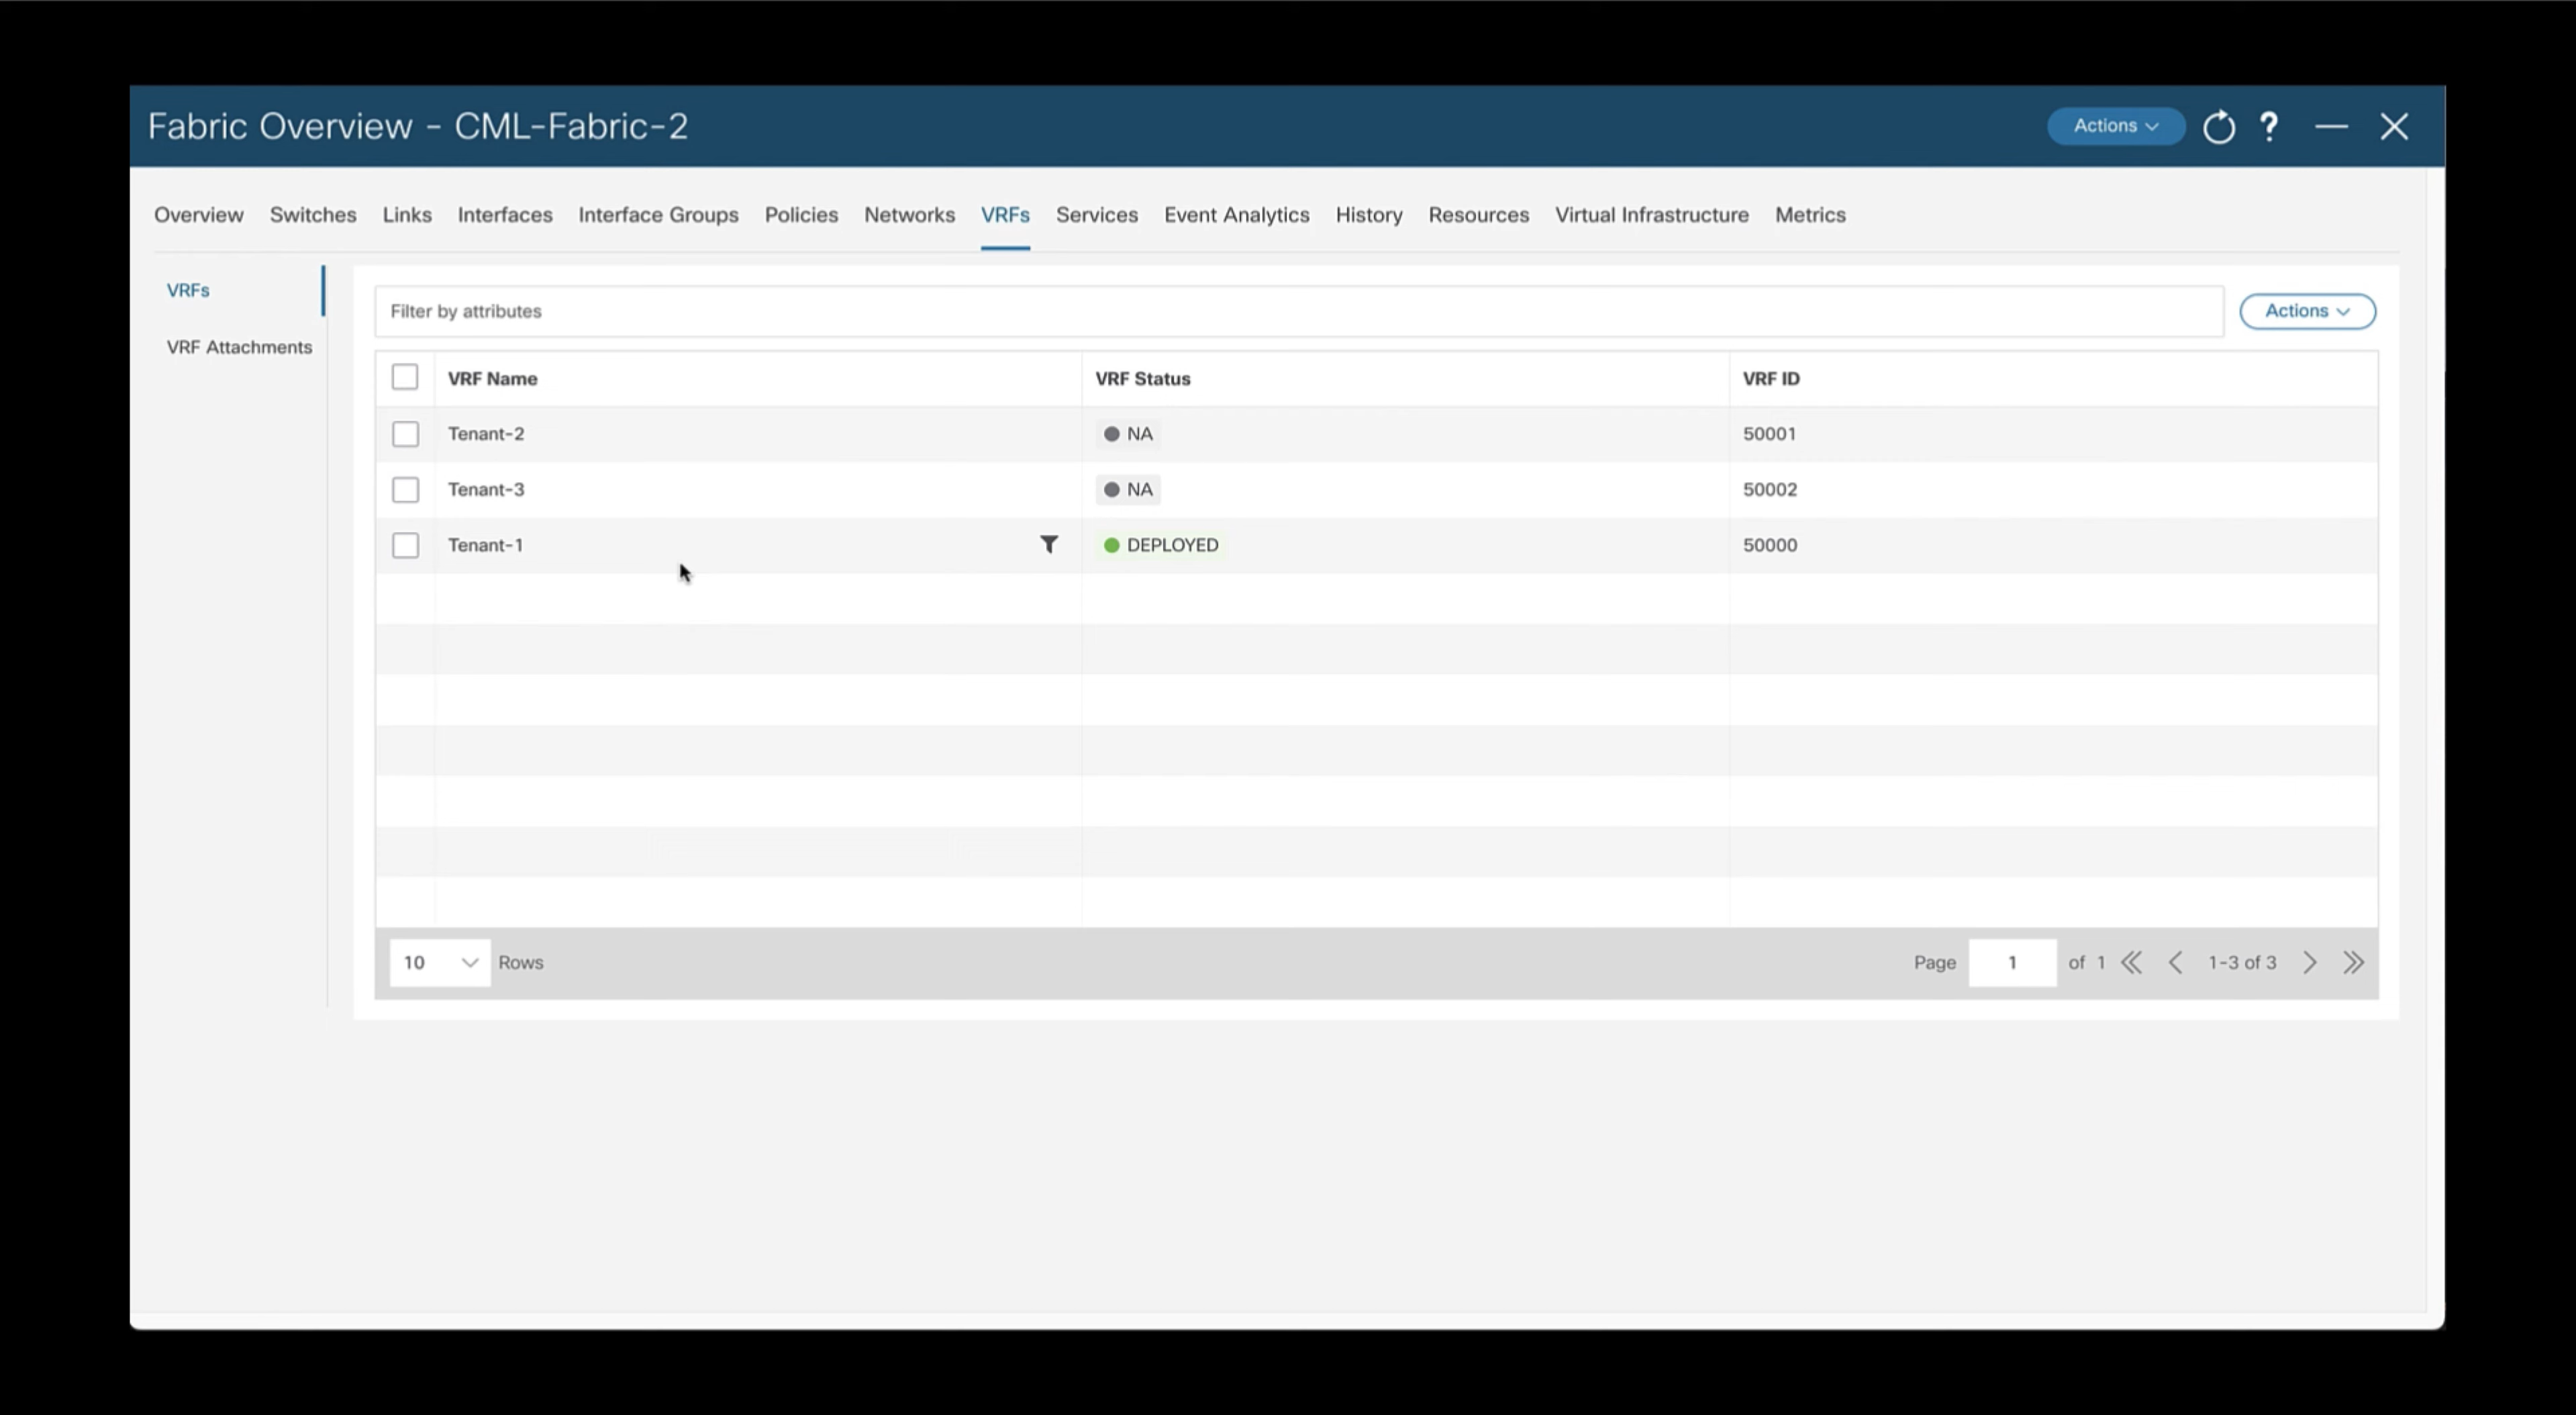 Fabric Overview - CML-Fabric-2
Actions
?
Overview Switches Links Interfaces Interface Groups Policies Networks VRFs Services Event Analytics History Resources Virtual Infrastructure Metrics
VRFs
VRF Attachments
Filter by attributes
Actions
VRF Name VRF Status VRF ID
Tenant-2 NA 50001
Tenant-3 NA 50002
Tenant-1 DEPLOYED 50000
10 Rows
Page 1 of 1 1-3 of 3